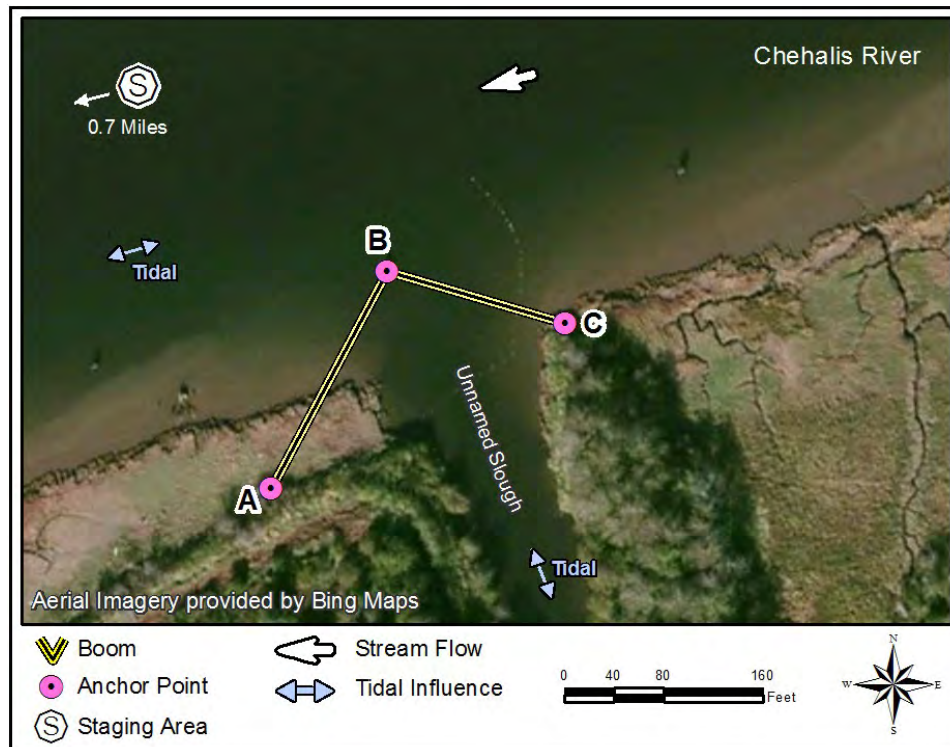 Chehalis River
S
0.7 Miles
B
Tidal
C
Unnamed Slough
A
Tidal
Aerial Imagery provided by Bing Maps
Boom
Stream Flow
Anchor Point
Tidal Influence
S Staging Area
0 40 80 160
Feet
N
W E
S